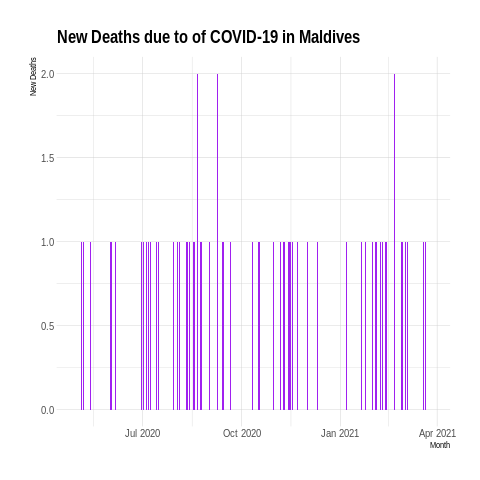 New Deaths due to of COVID-19 in Maldives
New Deaths
2.0
1.5
1.0
0.5
0.0
Jul 2020 Oct 2020 Jan 2021 Apr 2021
Month